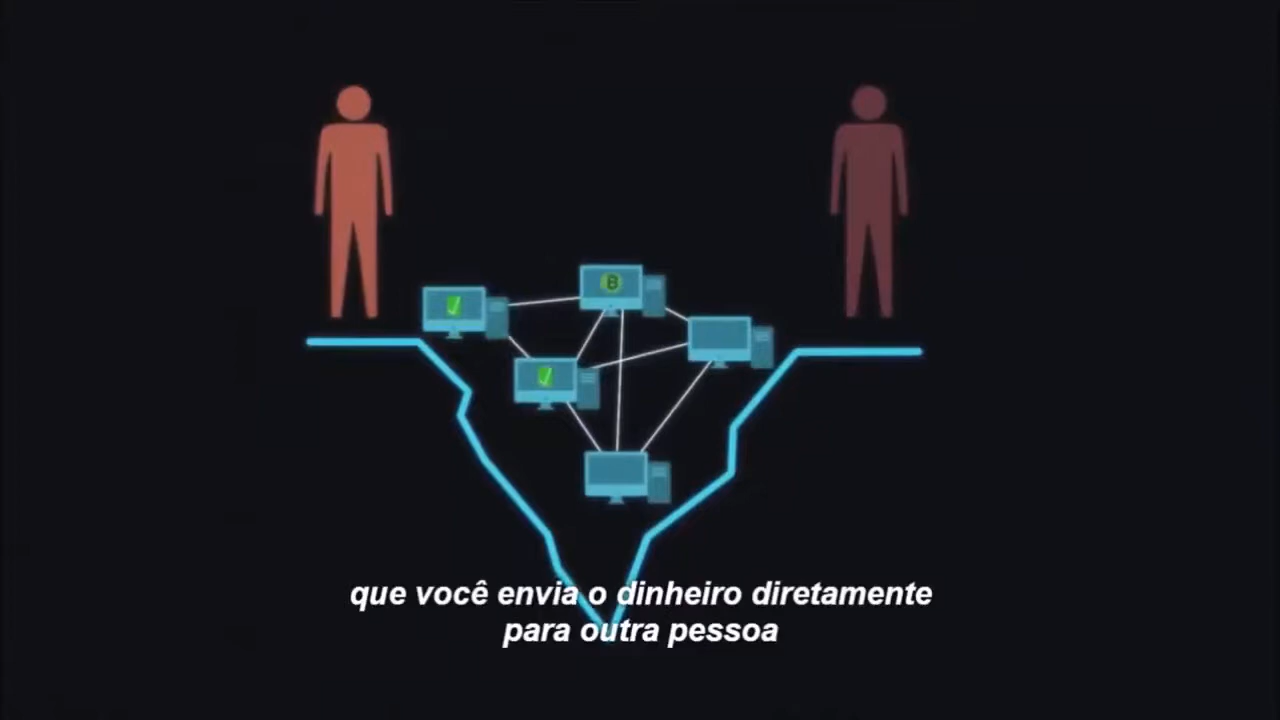 que você envia o dinheiro diretamente
para outra pessoa